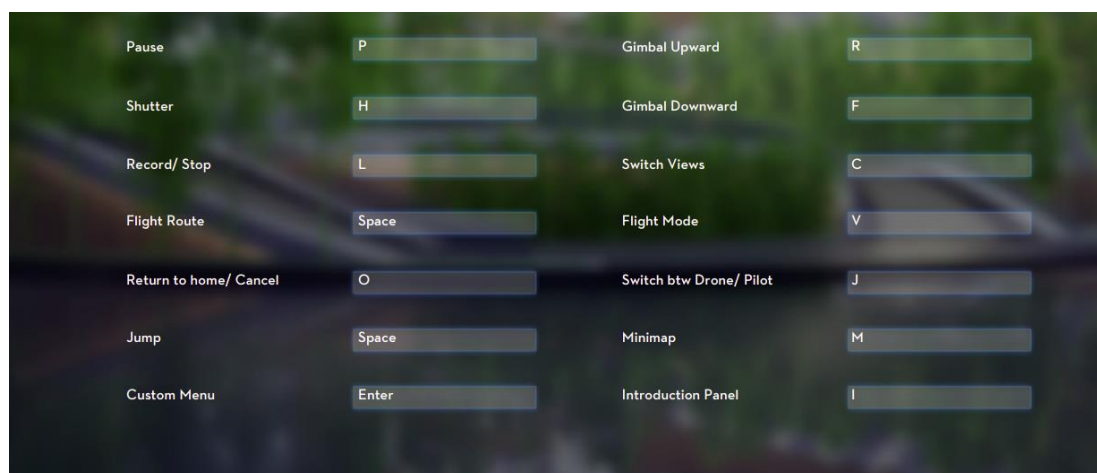 Pause P Gimbal Upward R
Shutter H Gimbal Downward F
Record/ Stop L Switch Views C
Flight Route Space Flight Mode V
Return to home/ Cancel O Switch btw Drone/ Pilot J
Jump Space Minimap M
Custom Menu Enter Introduction Panel I